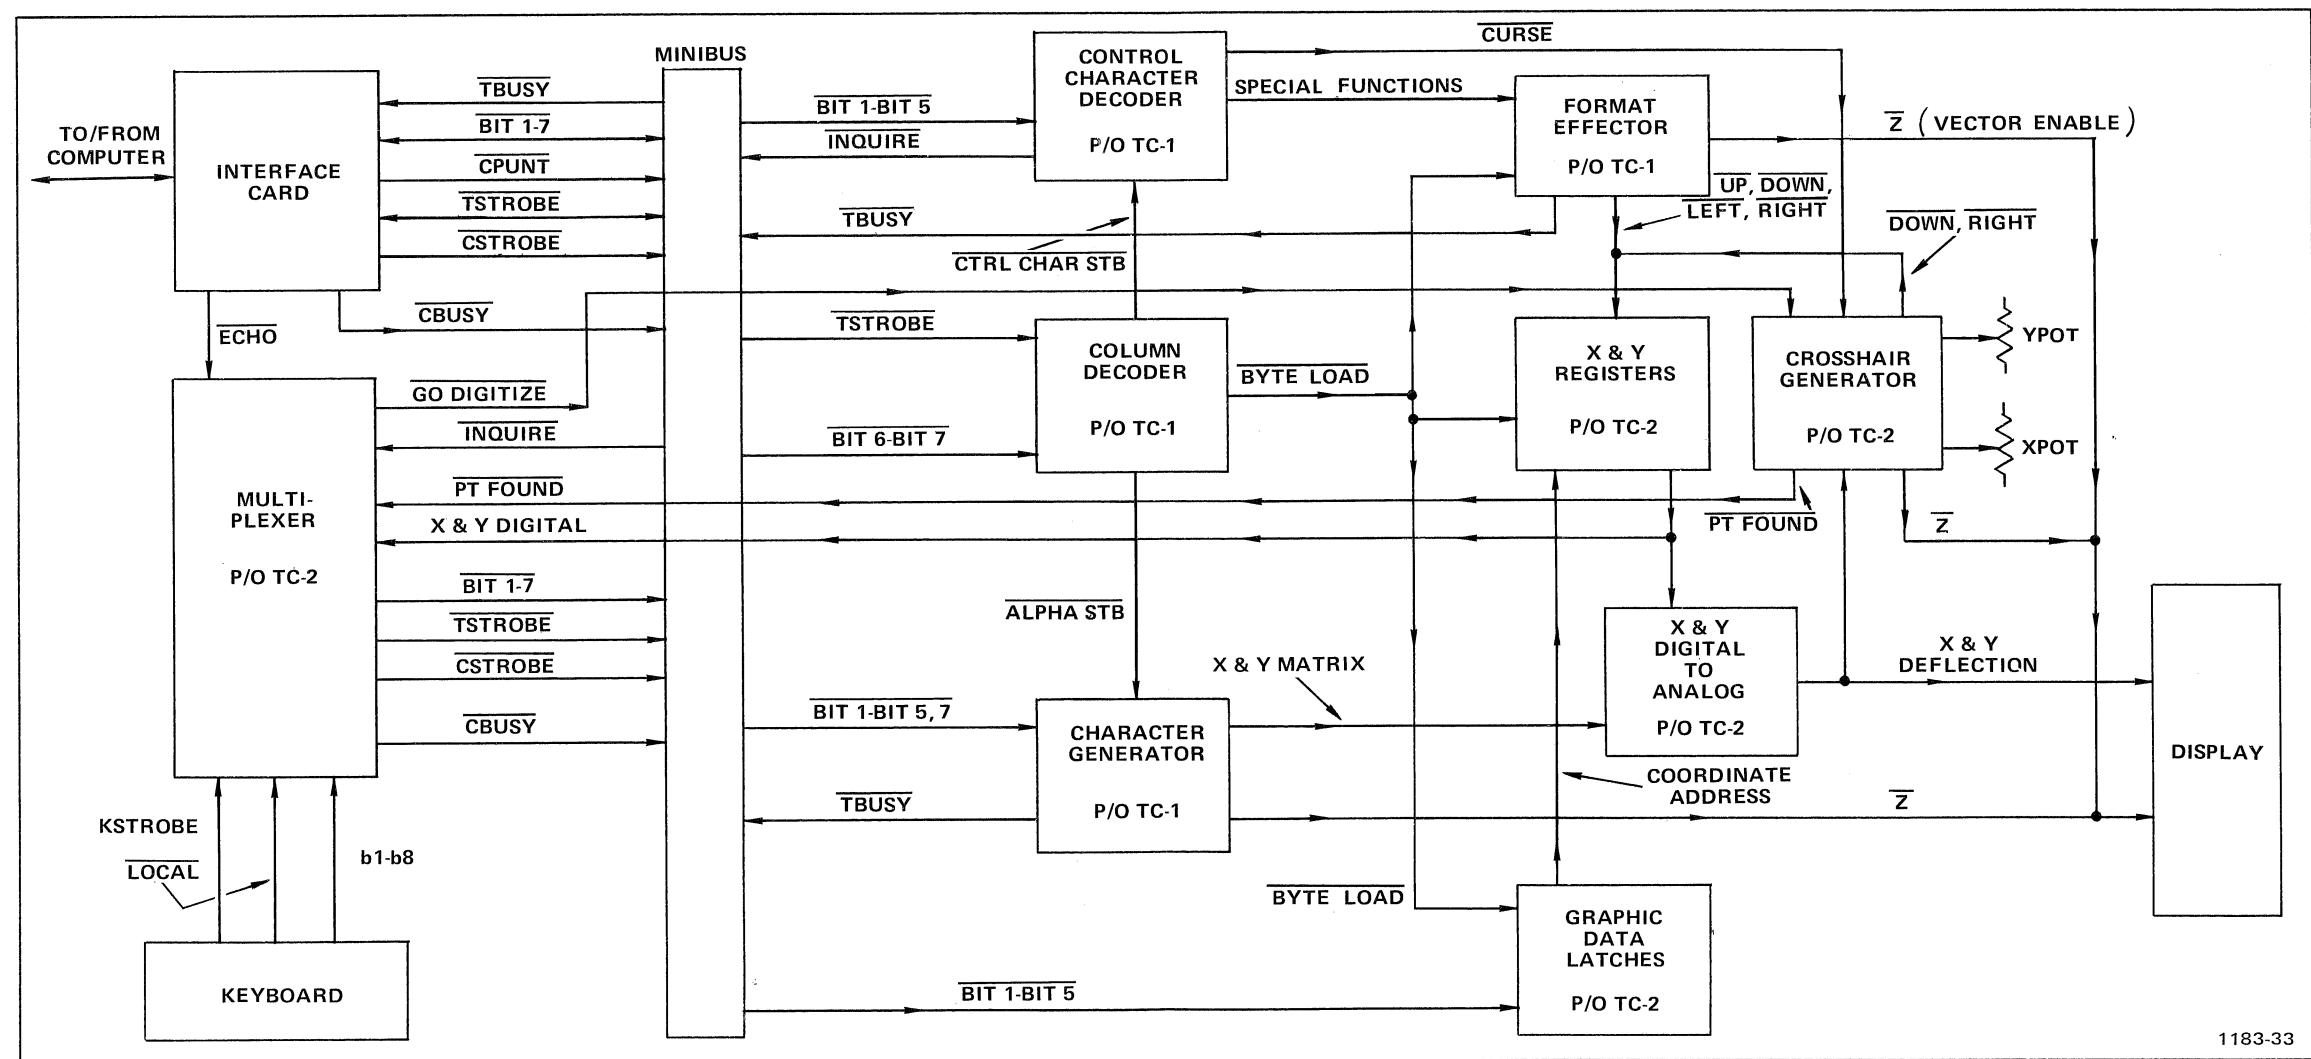 MINIBUS
TO/FROM
COMPUTER
INTERFACE
CARD
TBUSY
BIT 1-7
CPUNT
TSTROBE
CSTROBE
ECHO
CBUSY
MULTI-
PLEXER
P/O TC-2
GO DIGITIZE
INQUIRE
PT FOUND
X & Y DIGITAL
BIT 1-7
TSTROBE
CSTROBE
CBUSY
KSTROBE
LOCAL
b1-b8
KEYBOARD
BIT 1-BIT 5
INQUIRE
TBUSY
CTRL CHAR STB
TSTROBE
BIT 6-BIT 7
ALPHA STB
BIT 1-BIT 5, 7
TBUSY
BIT 1-BIT 5
CONTROL
CHARACTER
DECODER
P/O TC-1
COLUMN
DECODER
P/O TC-1
CHARACTER
GENERATOR
P/O TC-1
CURSE
SPECIAL FUNCTIONS
BYTE LOAD
X & Y MATRIX
BYTE LOAD
FORMAT
EFFECTOR
P/O TC-1
UP, DOWN,
LEFT, RIGHT
X & Y
REGISTERS
P/O TC-2
PT FOUND
X & Y
DIGITAL
TO
ANALOG
P/O TC-2
COORDINATE
ADDRESS
GRAPHIC
DATA
LATCHES
P/O TC-2
Z (VECTOR ENABLE)
DOWN, RIGHT
CROSSHAIR
GENERATOR
P/O TC-2
YPOT
XPOT
Z
X & Y
DEFLECTION
Z
DISPLAY
1183-33